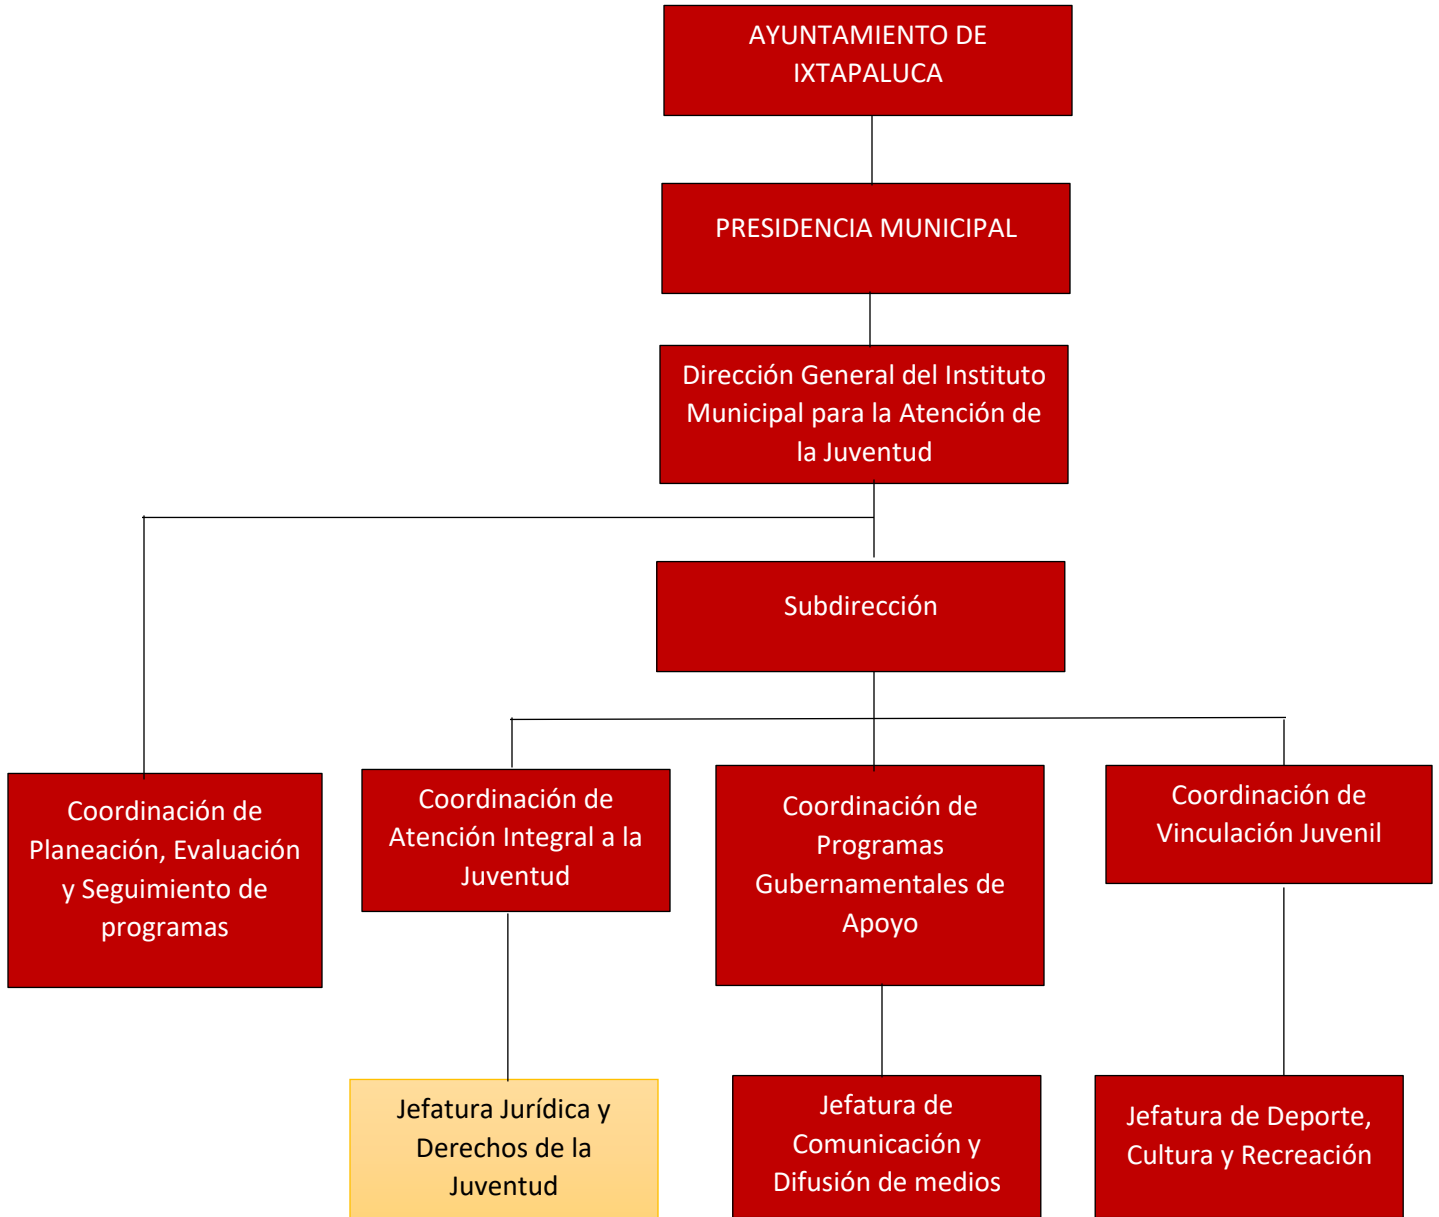 AYUNTAMIENTO DE
IXTAPALUCA
PRESIDENCIA MUNICIPAL
Dirección General del Instituto
Municipal para la Atención de
la Juventud
Subdirección
Coordinación de
Planeación, Evaluación
y Seguimiento de
programas
Coordinación de
Atención Integral a la
Juventud
Coordinación de
Programas
Gubernamentales de
Apoyo
Coordinación de
Vinculación Juvenil
Jefatura Jurídica y
Derechos de la
Juventud
Jefatura de
Comunicación y
Difusión de medios
Jefatura de Deporte,
Cultura y Recreación